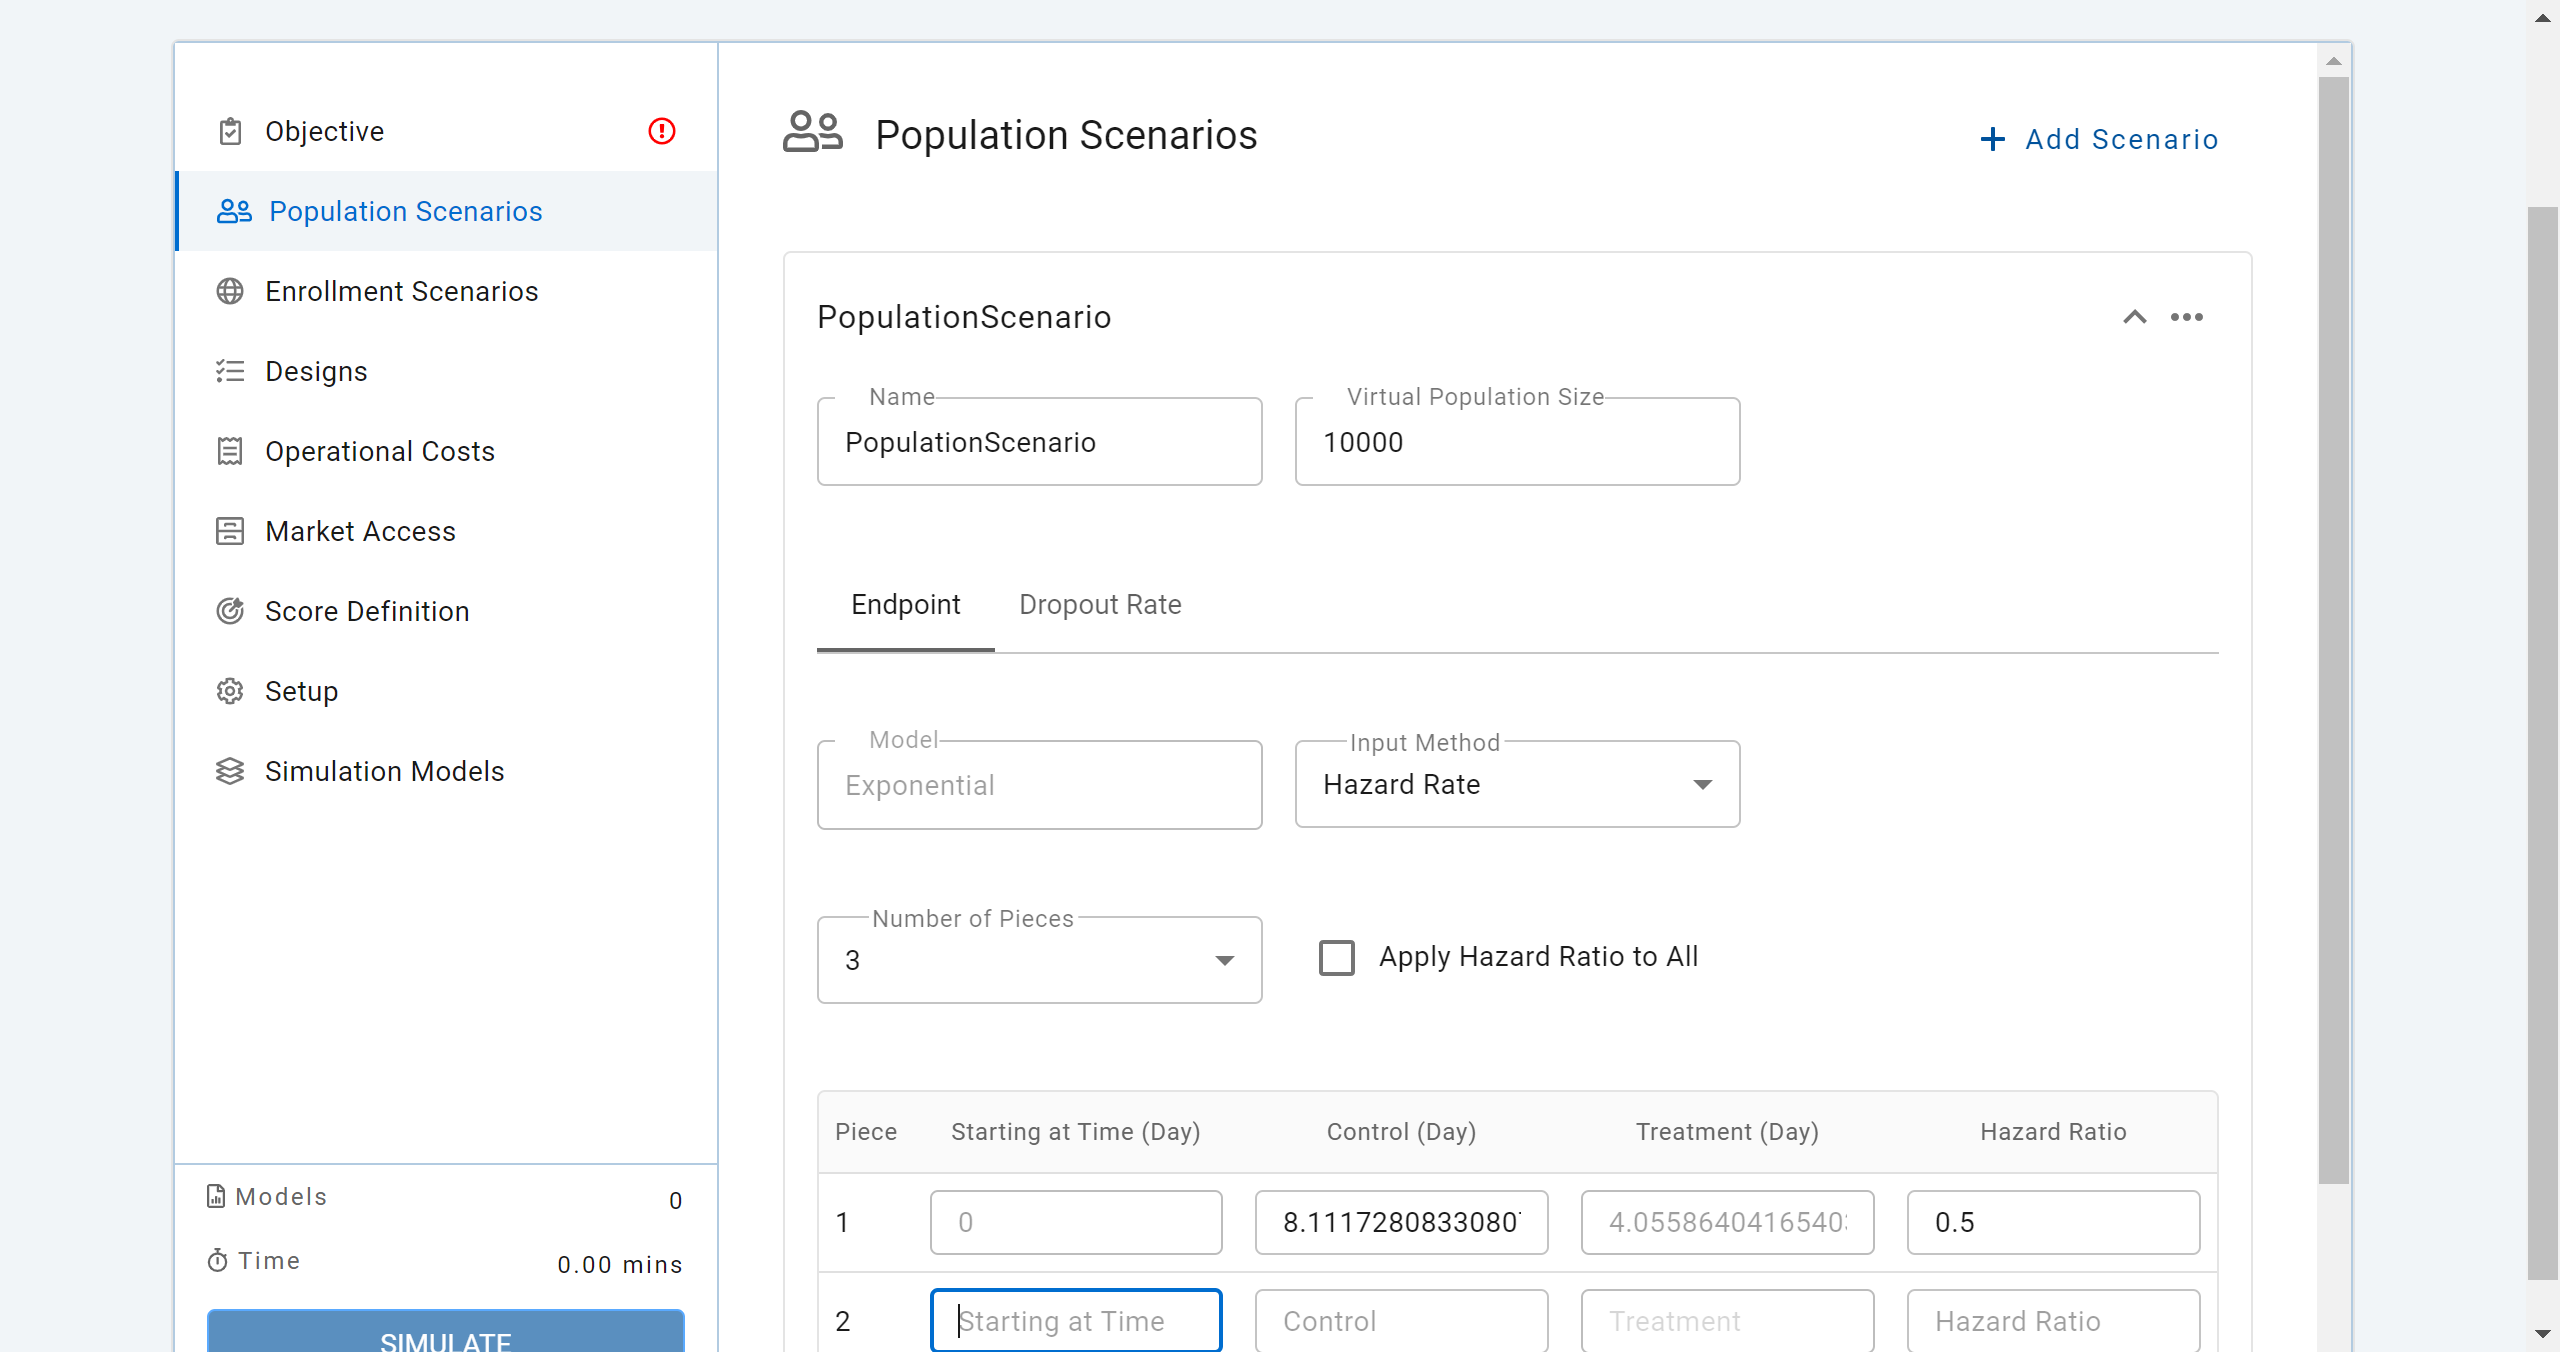 Objective
Population Scenarios
Enrollment Scenarios
Designs
Operational Costs
Market Access
Score Definition
Setup
Simulation Models
Models 0
Time 0.00 mins
SIMULATE
Population Scenarios
+ Add Scenario
PopulationScenario
Name
PopulationScenario
Virtual Population Size
10000
Endpoint Dropout Rate
Model
Exponential
Input Method
Hazard Rate
Number of Pieces
3
Apply Hazard Ratio to All
Piece Starting at Time (Day) Control (Day) Treatment (Day) Hazard Ratio
1 0 8.1117280833080 4.0558640416540 0.5
2 Starting at Time Control Treatment Hazard Ratio